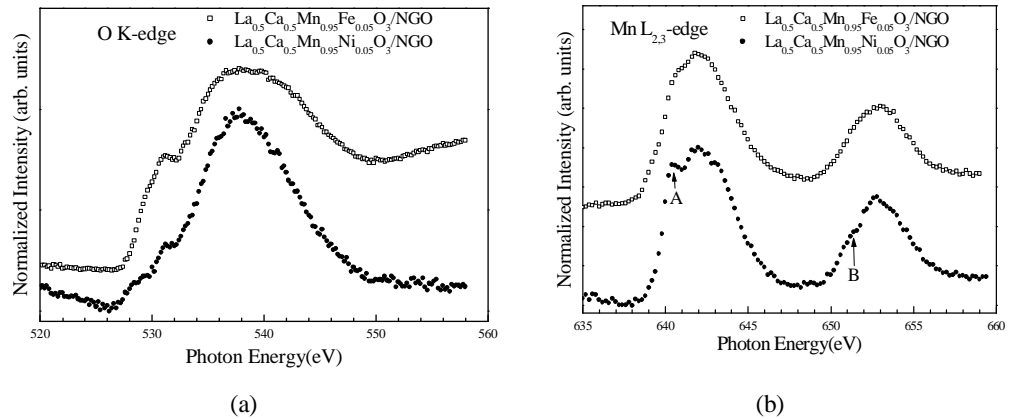 O K-edge
La0.5Ca0.5Mn0.95Fe0.05O3/NGO
La0.5Ca0.5Mn0.95Ni0.05O3/NGO
Normalized Intensity (arb. units)
520 530 540 550 560
Photon Energy(eV)
(a)
Mn L2,3-edge
La0.5Ca0.5Mn0.95Fe0.05O3/NGO
La0.5Ca0.5Mn0.95Ni0.05O3/NGO
Normalized Intensity (arb. units)
A
B
635 640 645 650 655 660
Photon Energy(eV)
(b)